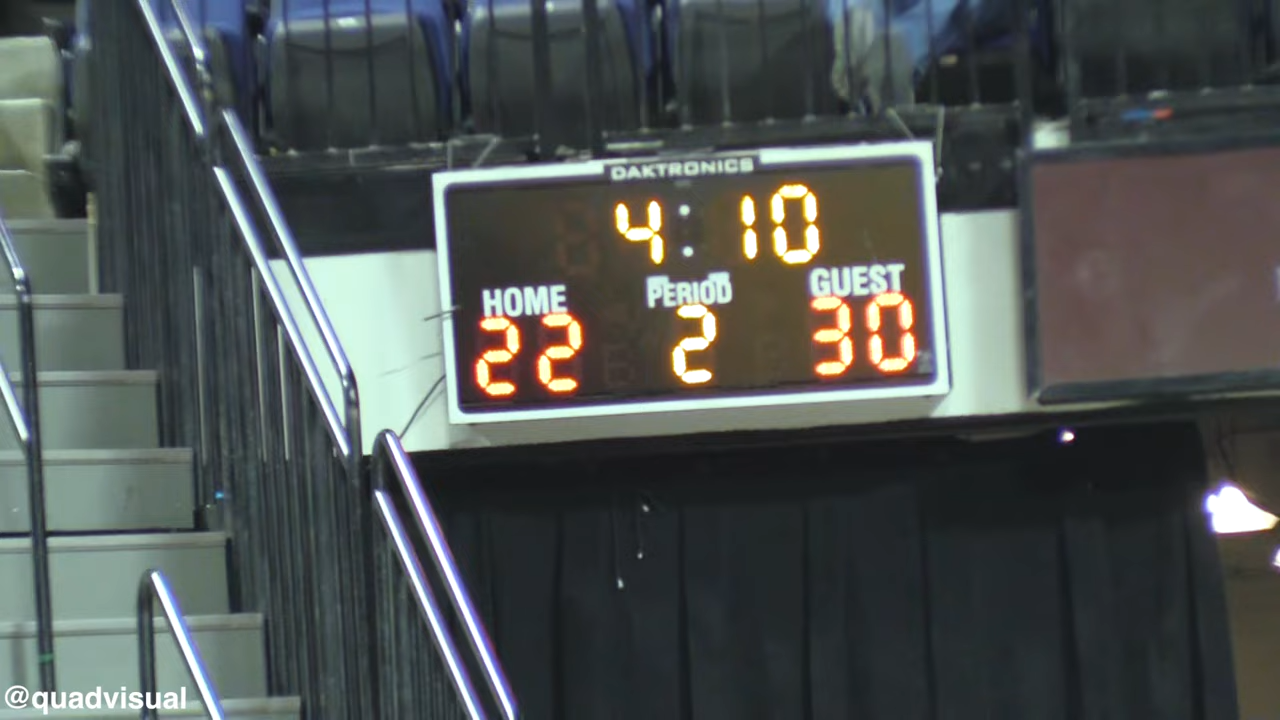 DAKTRONICS
4:10
HOME PERIOD GUEST
22 2 30
@quadvisual